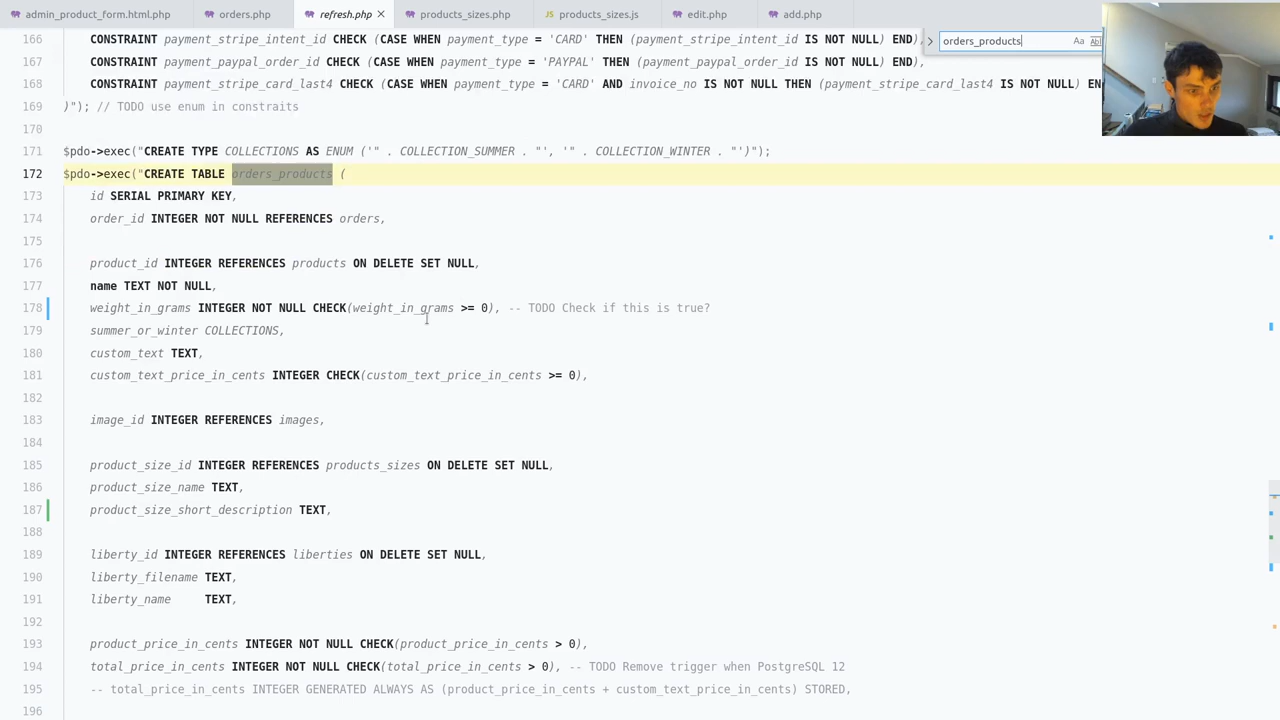 admin_product_form.html.php orders.php refresh.php products_sizes.php products_sizes.js edit.php add.php
orders_products Aa Abl
166 CONSTRAINT payment_stripe_intent_id CHECK (CASE WHEN payment_type = 'CARD' THEN (payment_stripe_intent_id IS NOT NULL) END),
167 CONSTRAINT payment_paypal_order_id CHECK (CASE WHEN payment_type = 'PAYPAL' THEN (payment_paypal_order_id IS NOT NULL) END),
168 CONSTRAINT payment_stripe_card_last4 CHECK (CASE WHEN payment_type = 'CARD' AND invoice_no IS NOT NULL THEN (payment_stripe_card_last4 IS NOT NULL) EN
169 )"); // TODO use enum in constraits
170
171 $pdo->exec("CREATE TYPE COLLECTIONS AS ENUM ('" . COLLECTION_SUMMER . "', '" . COLLECTION_WINTER . "')");
172 $pdo->exec("CREATE TABLE orders_products (
173 id SERIAL PRIMARY KEY,
174 order_id INTEGER NOT NULL REFERENCES orders,
175
176 product_id INTEGER REFERENCES products ON DELETE SET NULL,
177 name TEXT NOT NULL,
178 weight_in_grams INTEGER NOT NULL CHECK(weight_in_grams >= 0), -- TODO Check if this is true?
179 summer_or_winter COLLECTIONS,
180 custom_text TEXT,
181 custom_text_price_in_cents INTEGER CHECK(custom_text_price_in_cents >= 0),
182
183 image_id INTEGER REFERENCES images,
184
185 product_size_id INTEGER REFERENCES products_sizes ON DELETE SET NULL,
186 product_size_name TEXT,
187 product_size_short_description TEXT,
188
189 liberty_id INTEGER REFERENCES liberties ON DELETE SET NULL,
190 liberty_filename TEXT,
191 liberty_name TEXT,
192
193 product_price_in_cents INTEGER NOT NULL CHECK(product_price_in_cents > 0),
194 total_price_in_cents INTEGER NOT NULL CHECK(total_price_in_cents > 0), -- TODO Remove trigger when PostgreSQL 12
195 -- total_price_in_cents INTEGER GENERATED ALWAYS AS (product_price_in_cents + custom_text_price_in_cents) STORED,
196